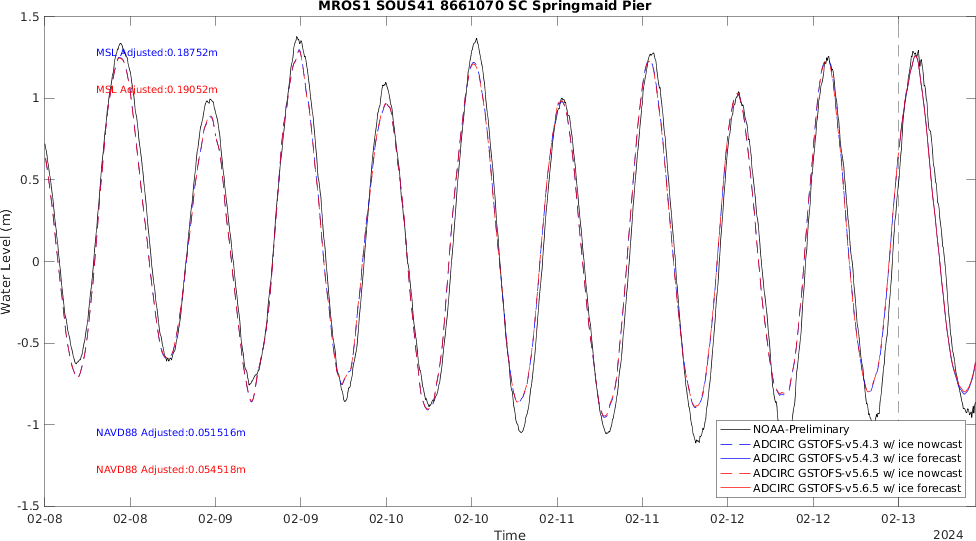 MROS1 SOUS41 8661070 SC Springmaid Pier
1.5
MSL Adjusted:0.18752m
MSL Adjusted:0.19052m
1
0.5
0
-0.5
-1
-1.5
Water Level (m)
NAVD88 Adjusted:0.051516m
NAVD88 Adjusted:0.054518m
NOAA-Preliminary
ADCIRC GSTOFS-v5.4.3 w/ ice nowcast
ADCIRC GSTOFS-v5.4.3 w/ ice forecast
ADCIRC GSTOFS-v5.6.5 w/ ice nowcast
ADCIRC GSTOFS-v5.6.5 w/ ice forecast
02-08 02-08 02-09 02-09 02-10 02-10 02-11 02-11 02-12 02-12 02-13
Time
2024